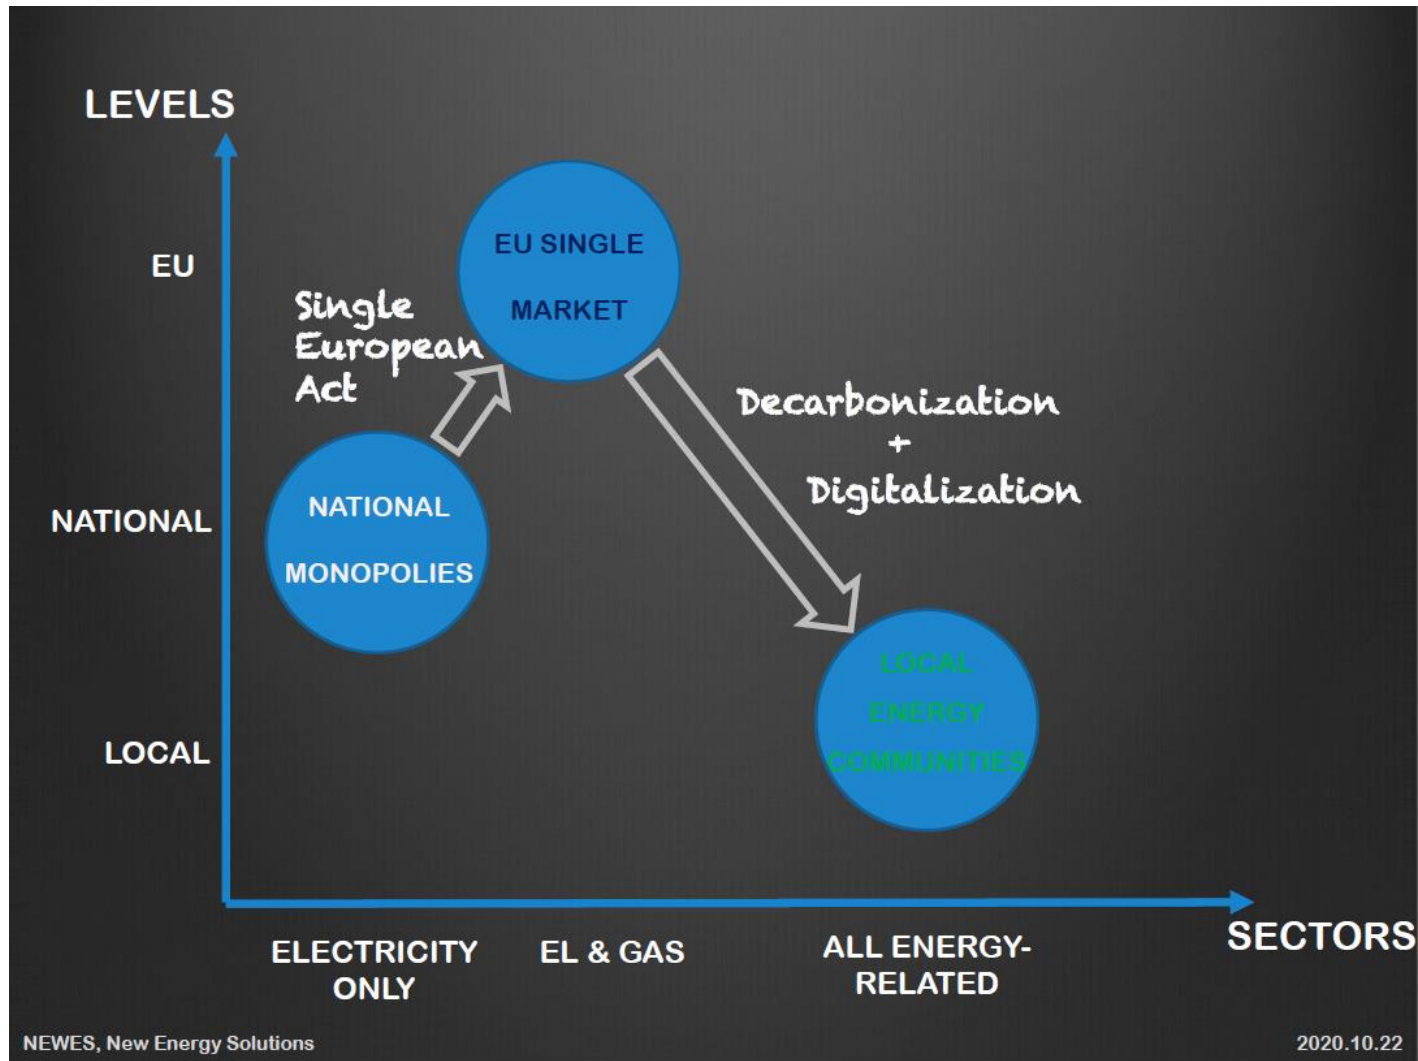 LEVELS
EU
EU SINGLE
MARKET
Single
European
Act
Decarbonization
+
Digitalization
NATIONAL
NATIONAL
MONOPOLIES
LOCAL
LOCAL
ENERGY
COMMUNITIES
ELECTRICITY
ONLY
EL & GAS
ALL ENERGY-
RELATED
SECTORS
NEWES, New Energy Solutions
2020.10.22